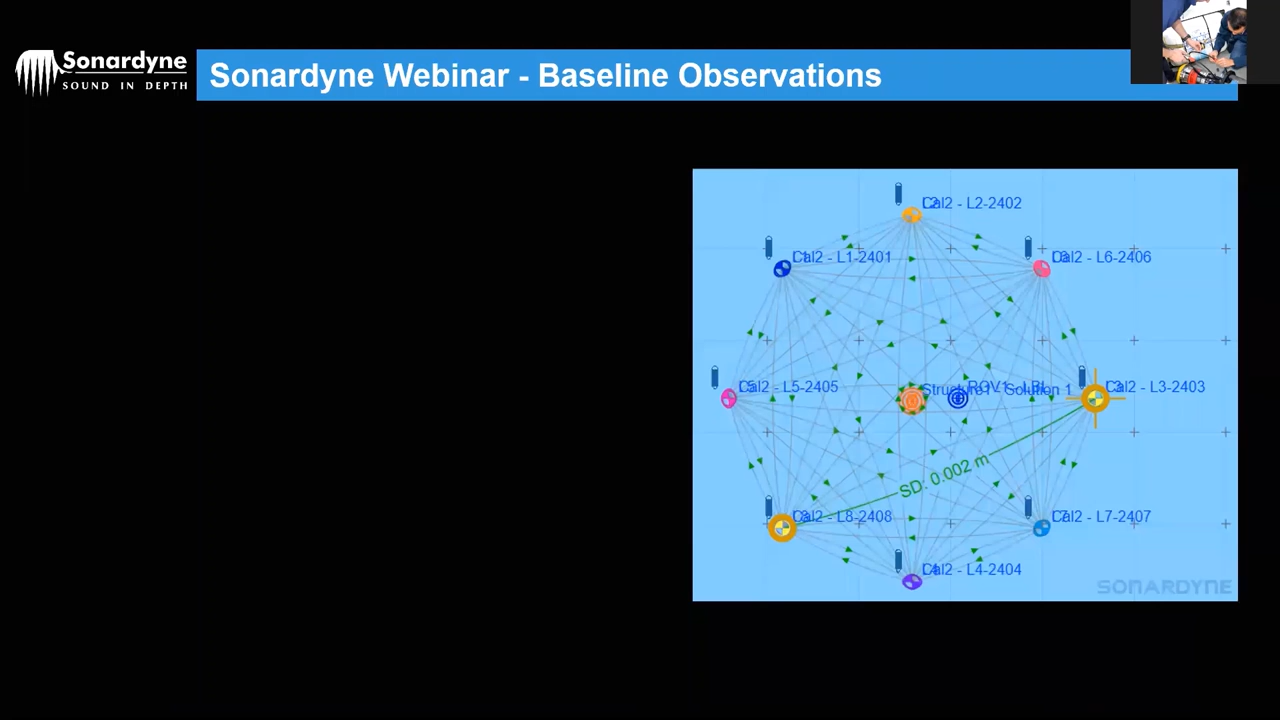 Sonardyne
SOUND IN DEPTH
Sonardyne Webinar - Baseline Observations
Cal2 - L2-2402
Cal2 - L1-2401
Cal2 - L6-2406
Cal2 - L5-2405
Structure1 - Solution 1
ROV1 - LBL
Cal2 - L3-2403
SD: 0.002 m
Cal2 - L8-2408
Cal2 - L7-2407
Cal2 - L4-2404
SONARDYNE